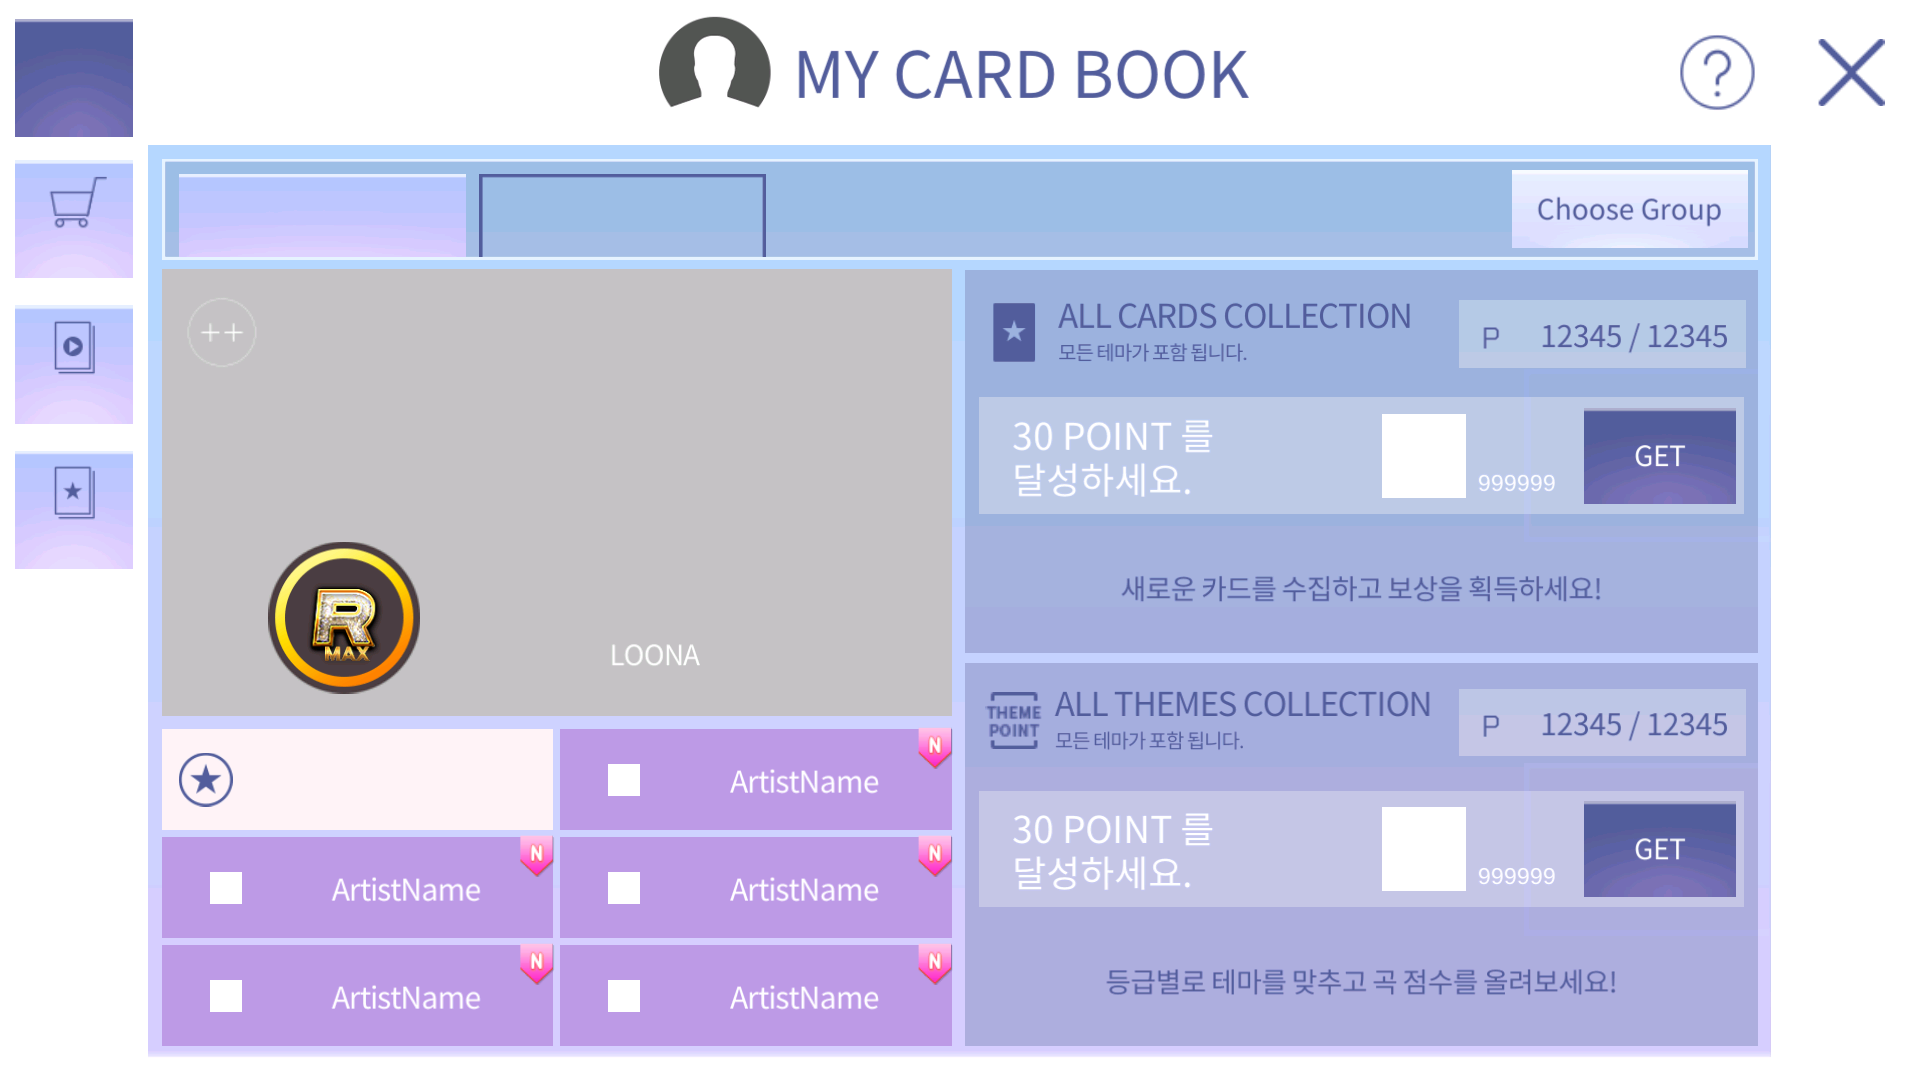 MY CARD BOOK
?
Choose Group
++
R
MAX
LOONA
ALL CARDS COLLECTION
모든 테마가 포함 됩니다.
P 12345 / 12345
30 POINT 를
달성하세요.
999999
GET
새로운 카드를 수집하고 보상을 획득하세요!
THEME
POINT
ALL THEMES COLLECTION
모든 테마가 포함 됩니다.
P 12345 / 12345
30 POINT 를
달성하세요.
999999
GET
등급별로 테마를 맞추고 곡 점수를 올려보세요!
ArtistName
N
ArtistName
N
ArtistName
N
ArtistName
N
ArtistName
N